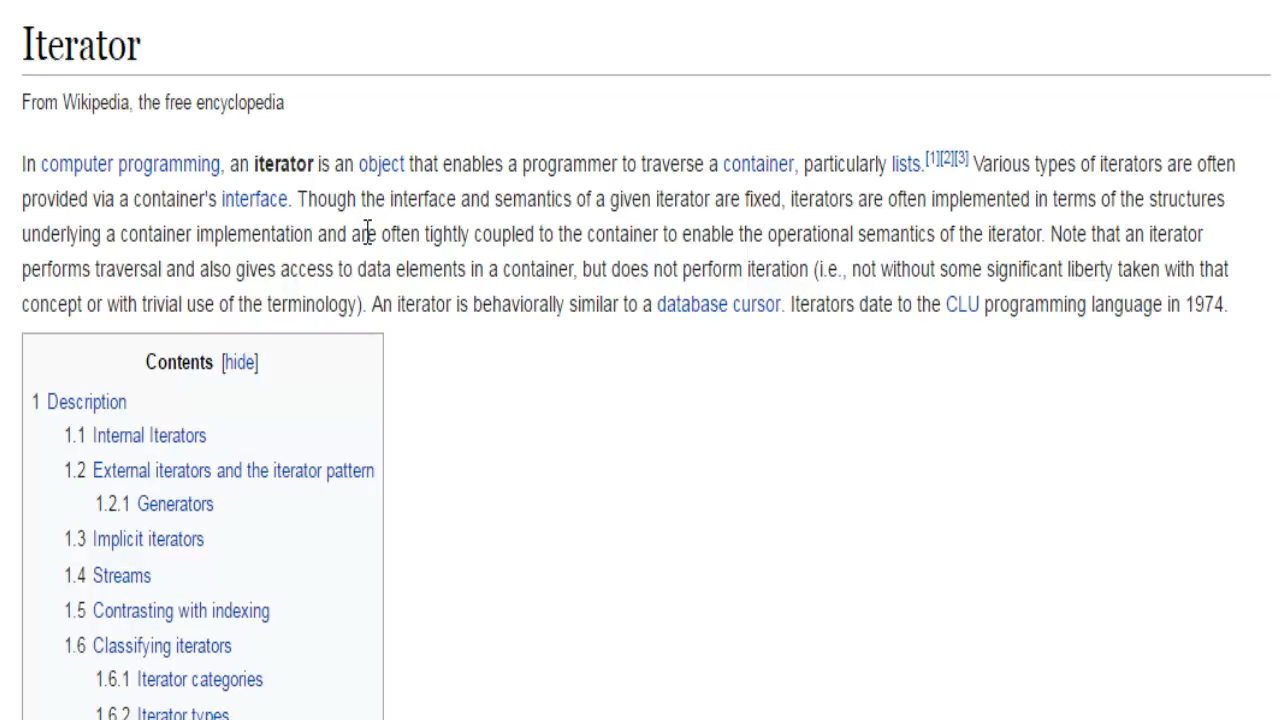 Iterator
From Wikipedia, the free encyclopedia
In computer programming, an iterator is an object that enables a programmer to traverse a container, particularly lists.[1][2][3] Various types of iterators are often
provided via a container's interface. Though the interface and semantics of a given iterator are fixed, iterators are often implemented in terms of the structures
underlying a container implementation and are often tightly coupled to the container to enable the operational semantics of the iterator. Note that an iterator
performs traversal and also gives access to data elements in a container, but does not perform iteration (i.e., not without some significant liberty taken with that
concept or with trivial use of the terminology). An iterator is behaviorally similar to a database cursor. Iterators date to the CLU programming language in 1974.
Contents [hide]
1 Description
1.1 Internal Iterators
1.2 External iterators and the iterator pattern
1.2.1 Generators
1.3 Implicit iterators
1.4 Streams
1.5 Contrasting with indexing
1.6 Classifying iterators
1.6.1 Iterator categories
1.6.2 Iterator types